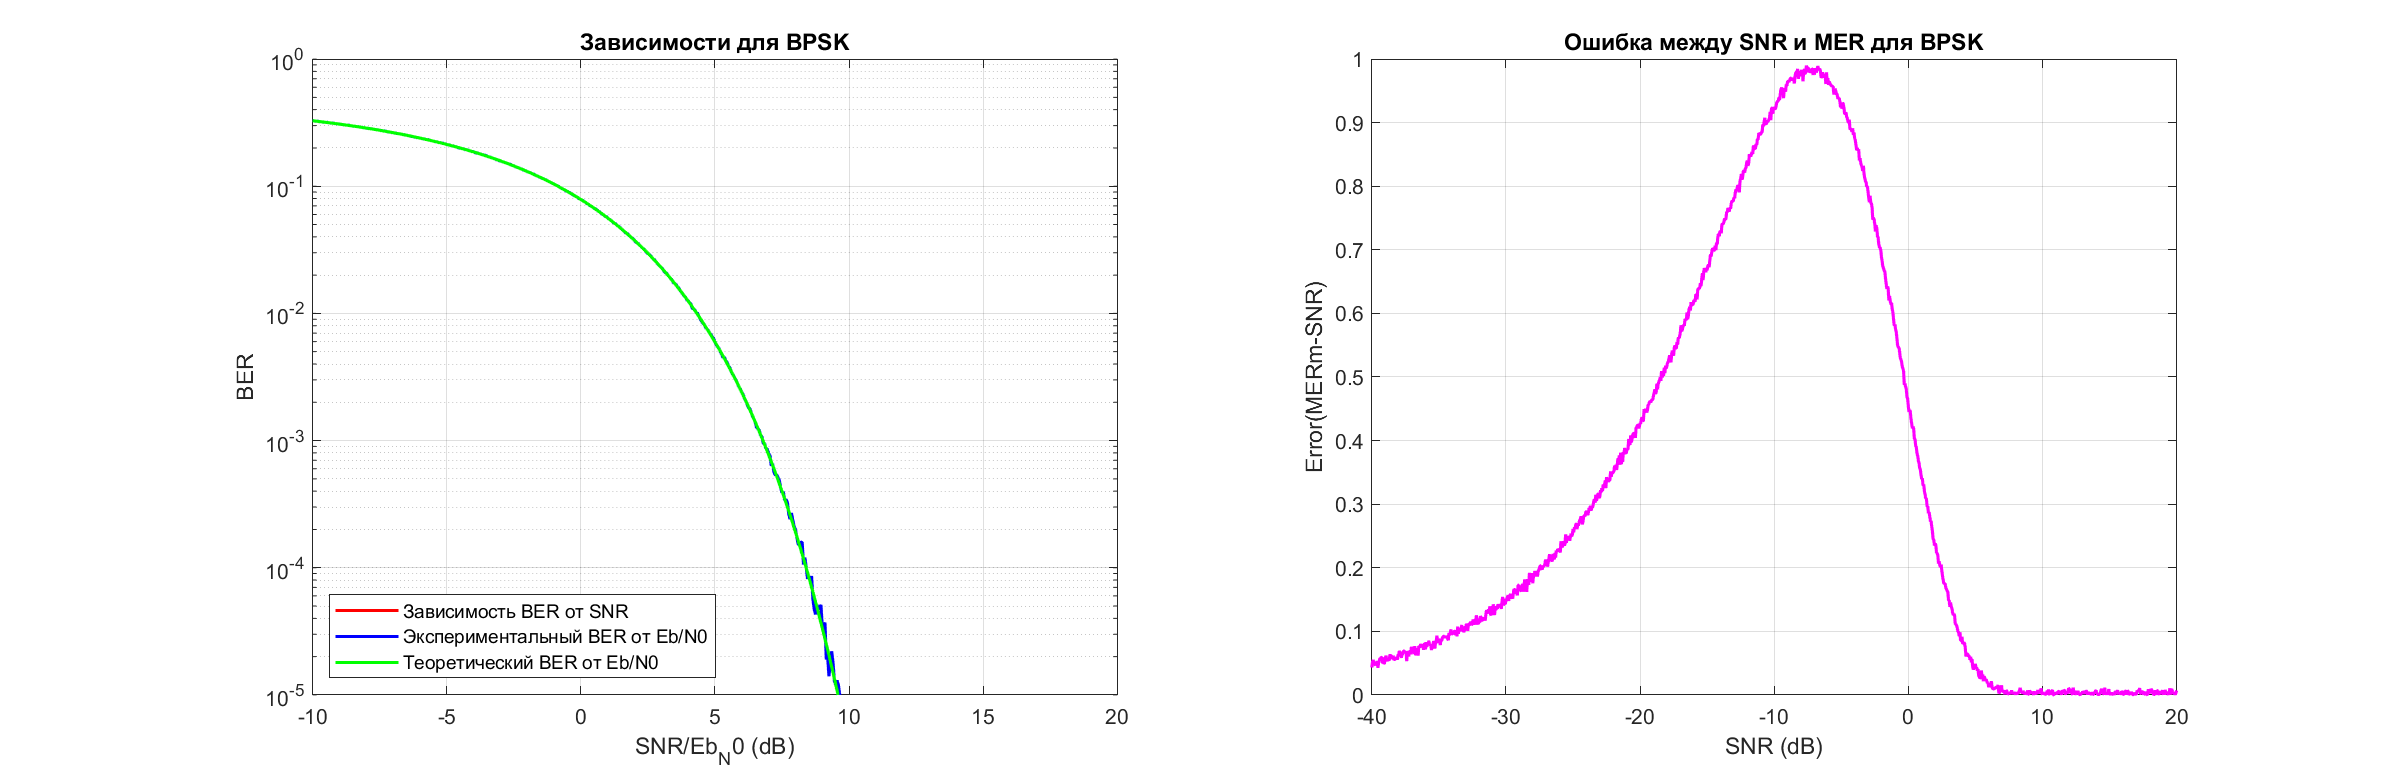 Зависимости для BPSK
10^0
10^-1
10^-2
10^-3
10^-4
10^-5
BER
Зависимость BER от SNR
Экспериментальный BER от Eb/N0
Теоретический BER от Eb/N0
-10 -5 0 5 10 15 20
SNR/Eb_N0 (dB)
Ошибка между SNR и MER для BPSK
1
0.9
0.8
0.7
0.6
0.5
0.4
0.3
0.2
0.1
0
Error(MERm-SNR)
-40 -30 -20 -10 0 10 20
SNR (dB)